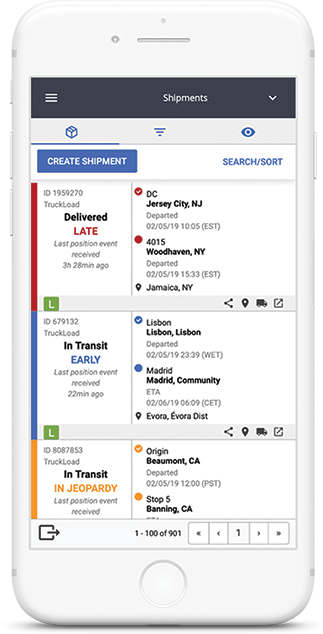 Shipments
CREATE SHIPMENT
SEARCH/SORT
ID 1959270
TruckLoad
Delivered
LATE
Last position event
received
3h 28min ago
DC
Jersey City, NJ
Departed
02/05/19 10:05 (EST)
4015
Woodhaven, NY
Departed
02/05/19 15:33 (EST)
Jamaica, NY
L
ID 679132
TruckLoad
In Transit
EARLY
Last position event
received
22min ago
Lisbon
Lisbon, Lisbon
Departed
02/05/19 23:39 (WET)
Madrid
Madrid, Community
ETA
02/06/19 06:09 (CET)
Evora, Évora Dist
L
ID 8087853
TruckLoad
In Transit
IN JEOPARDY
Last position event
received
Origin
Beaumont, CA
Departed
02/05/19 12:00 (PST)
Stop 5
Banning, CA
1 - 100 of 901
« ‹ 1 › »